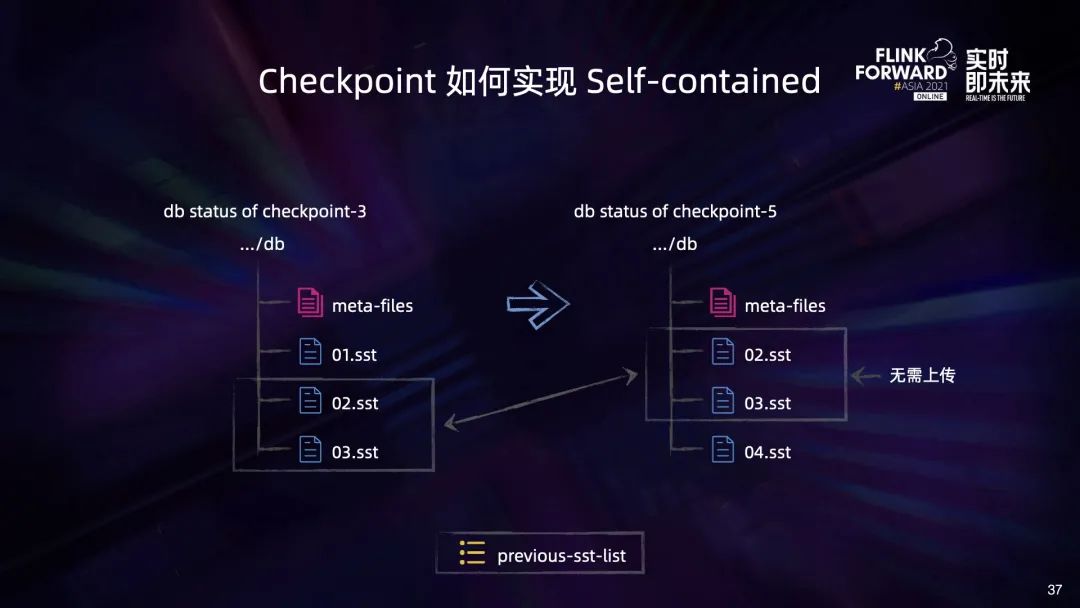 Checkpoint 如何实现 Self-contained
FLINK
FORWARD
#ASIA 2021
ONLINE
实时
即未来
REAL-TIME IS THE FUTURE
db status of checkpoint-3
.../db
meta-files
01.sst
02.sst
03.sst
db status of checkpoint-5
.../db
meta-files
02.sst
03.sst
04.sst
无需上传
previous-sst-list
37